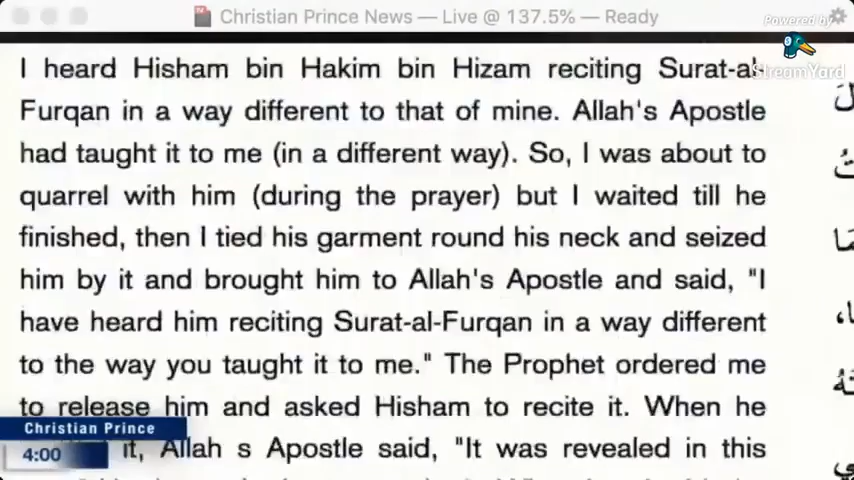 Christian Prince News — Live @ 137.5% — Ready
Powered by
StreamYard
I heard Hisham bin Hakim bin Hizam reciting Surat-al-
Furqan in a way different to that of mine. Allah's Apostle
had taught it to me (in a different way). So, I was about to
quarrel with him (during the prayer) but I waited till he
finished, then I tied his garment round his neck and seized
him by it and brought him to Allah's Apostle and said, "I
have heard him reciting Surat-al-Furqan in a way different
to the way you taught it to me." The Prophet ordered me
to release him and asked Hisham to recite it. When he
it, Allah s Apostle said, "It was revealed in this
Christian Prince
4:00